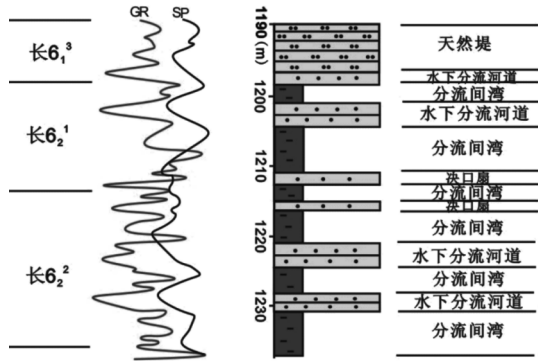 GR SP
长6₁³
长6₂¹
长6₂²
1190 (m)
1200
1210
1220
1230
天然堤
水下分流河道
分流间湾
水下分流河道
分流间湾
决口扇
分流间湾
决口扇
分流间湾
水下分流河道
分流间湾
水下分流河道
分流间湾